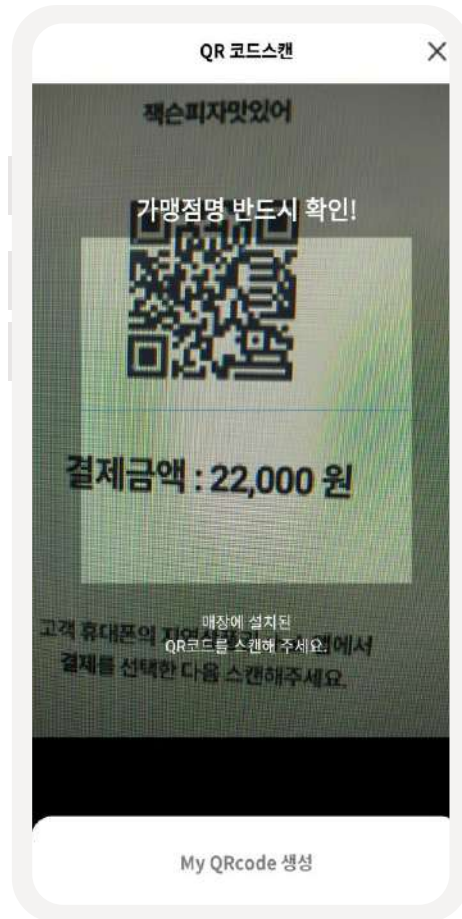 QR 코드스캔
잭슨피자맛있어
가맹점명 반드시 확인!
결제금액 : 22,000 원
매장에 설치된
QR코드를 스캔해 주세요.
고객 휴대폰의 앱에서
결제를 선택한 다음 스캔해주세요.
My QRcode 생성